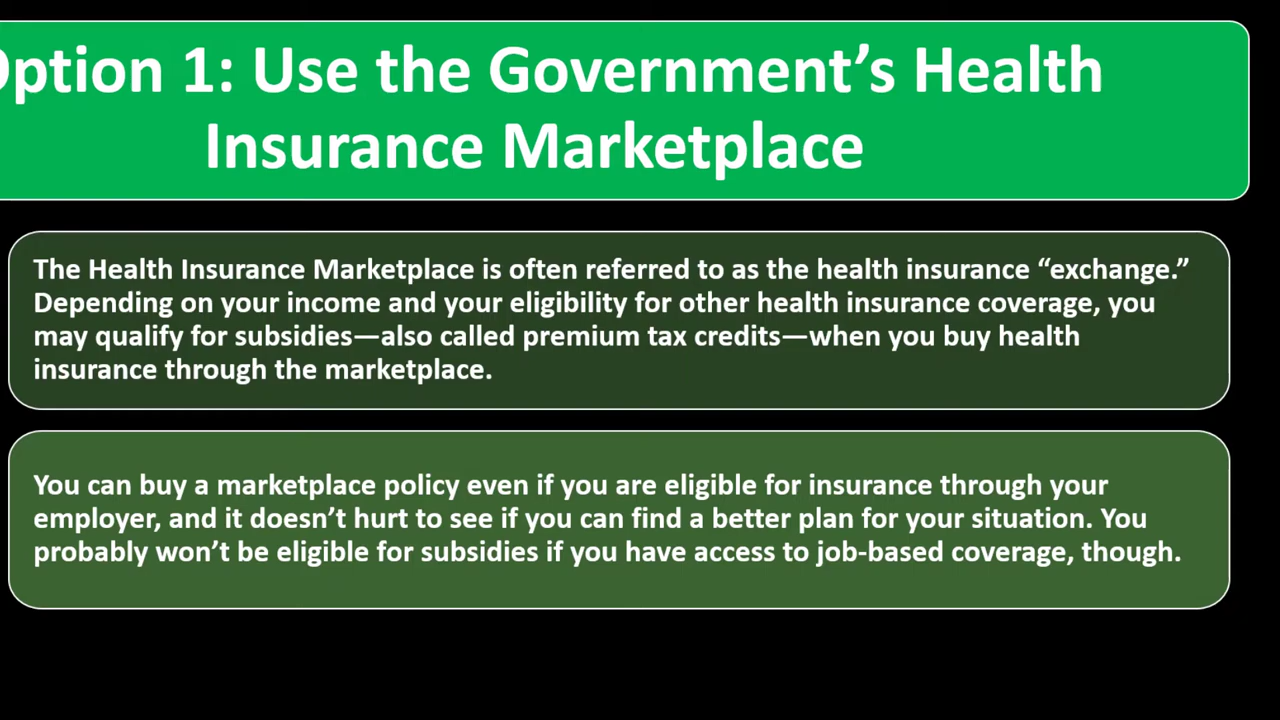 Option 1: Use the Government’s Health
Insurance Marketplace
The Health Insurance Marketplace is often referred to as the health insurance “exchange.”
Depending on your income and your eligibility for other health insurance coverage, you
may qualify for subsidies—also called premium tax credits—when you buy health
insurance through the marketplace.
You can buy a marketplace policy even if you are eligible for insurance through your
employer, and it doesn’t hurt to see if you can find a better plan for your situation. You
probably won’t be eligible for subsidies if you have access to job-based coverage, though.